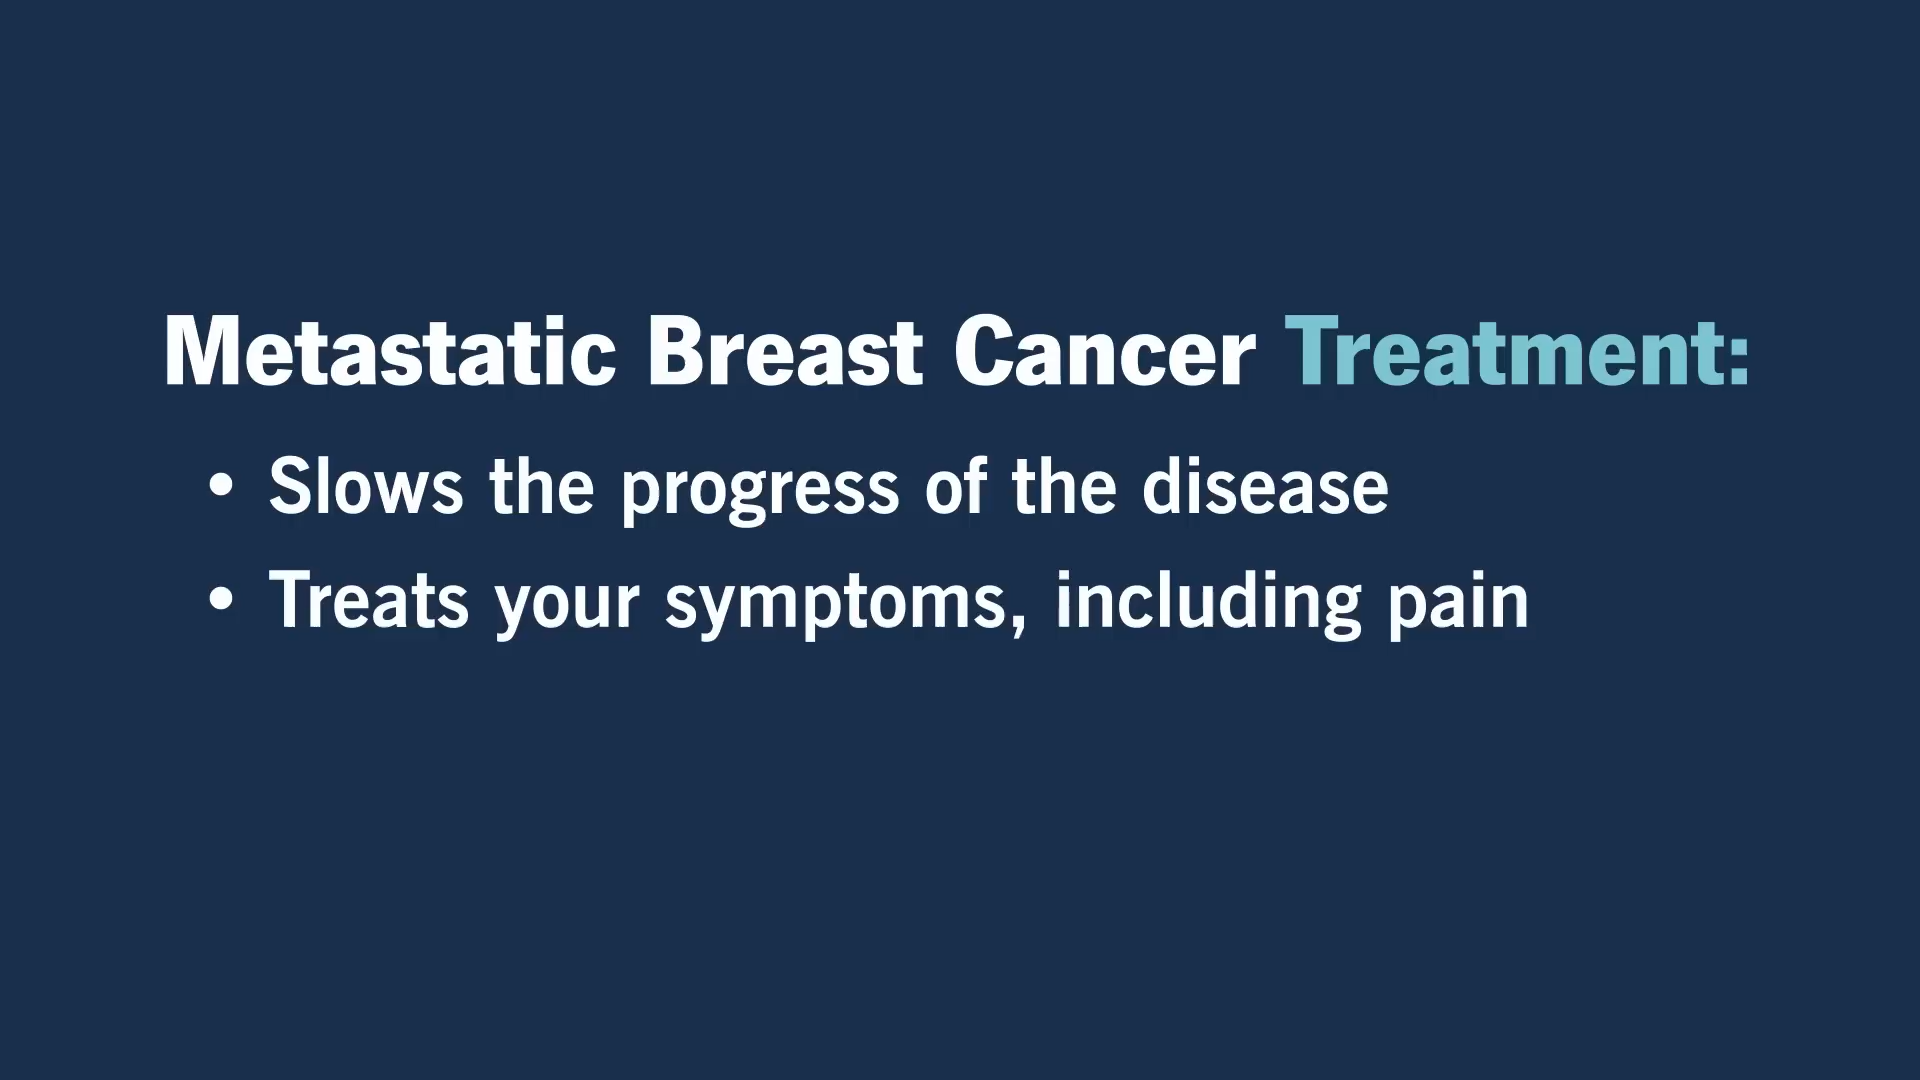 Metastatic Breast Cancer Treatment:
• Slows the progress of the disease
• Treats your symptoms, including pain